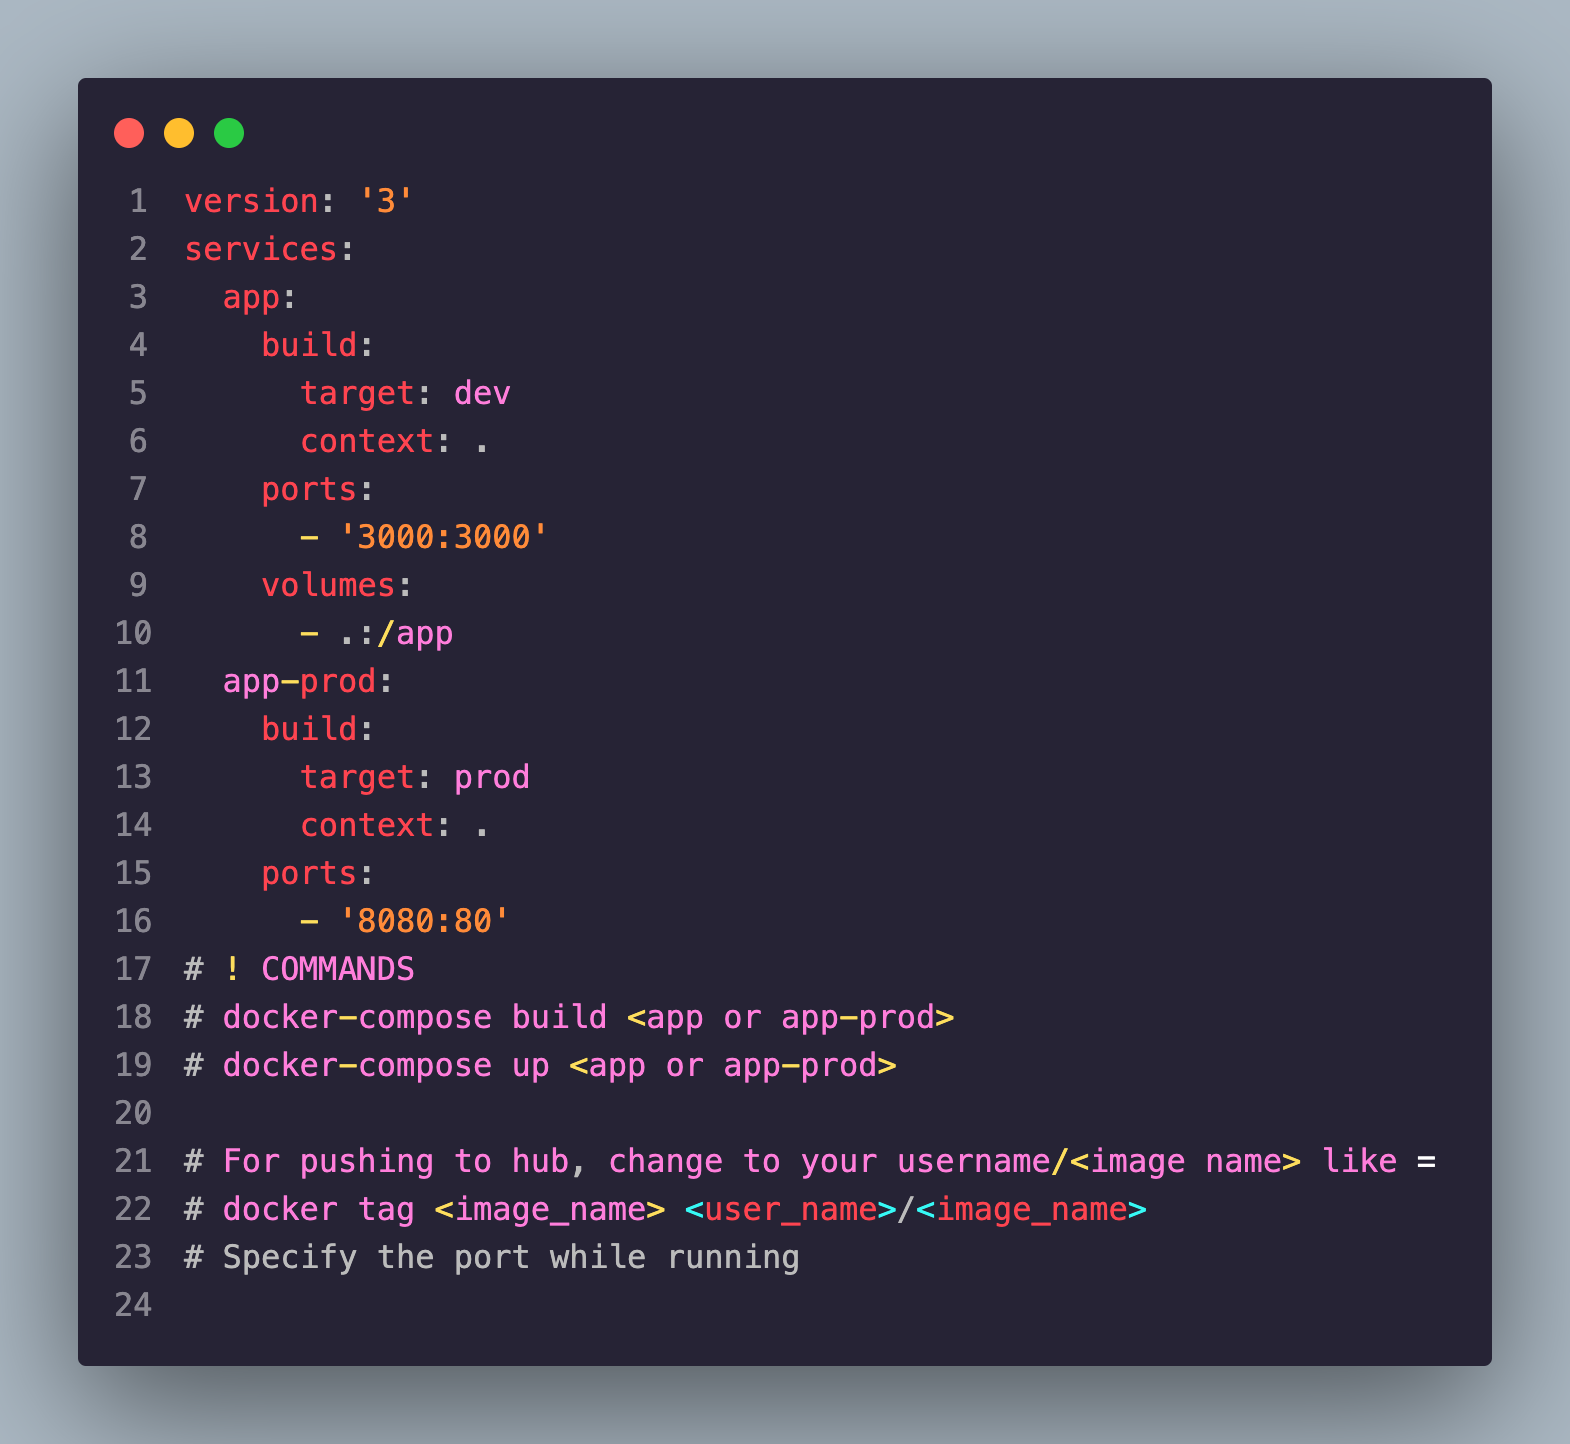 1 version: '3'
2 services:
3   app:
4     build:
5       target: dev
6       context: .
7     ports:
8       - '3000:3000'
9     volumes:
10       - .:/app
11   app-prod:
12     build:
13       target: prod
14       context: .
15     ports:
16       - '8080:80'
17 # ! COMMANDS
18 # docker-compose build <app or app-prod>
19 # docker-compose up <app or app-prod>
20
21 # For pushing to hub, change to your username/<image name> like =
22 # docker tag <image_name> <user_name>/<image_name>
23 # Specify the port while running
24